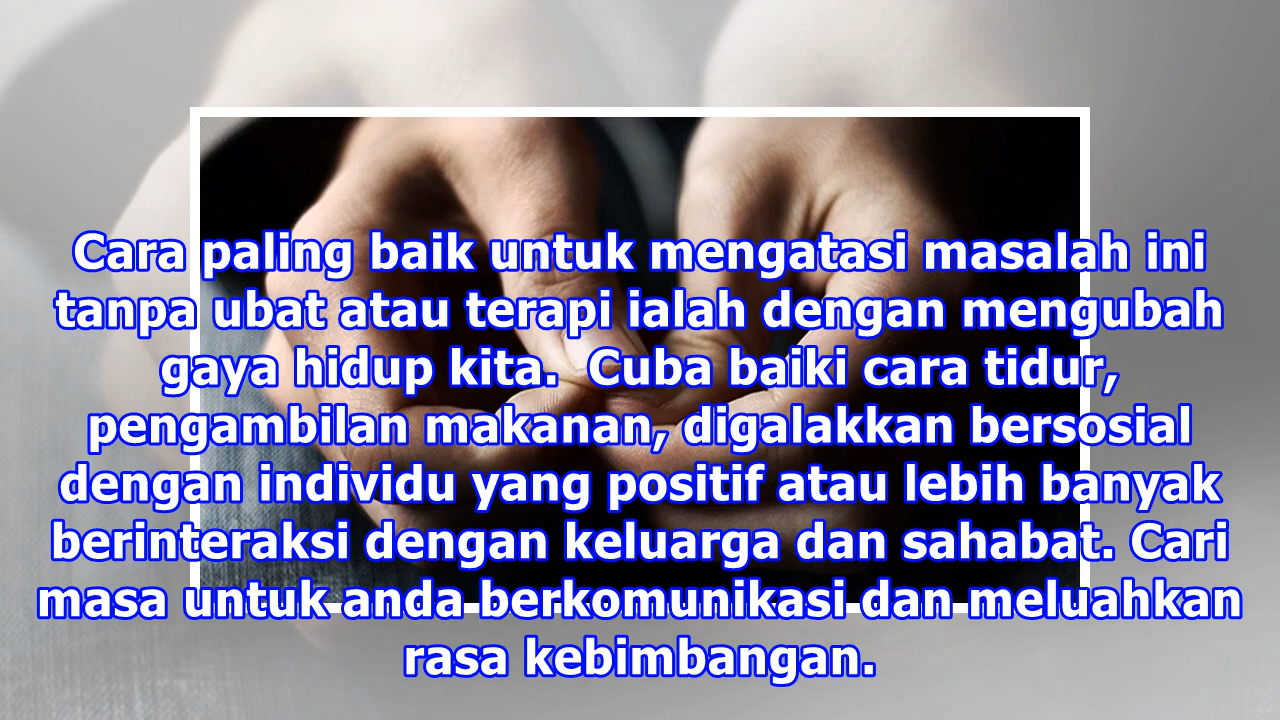 Cara paling baik untuk mengatasi masalah ini
tanpa ubat atau terapi ialah dengan mengubah
gaya hidup kita.  Cuba baiki cara tidur,
pengambilan makanan, digalakkan bersosial
dengan individu yang positif atau lebih banyak
berinteraksi dengan keluarga dan sahabat. Cari
masa untuk anda berkomunikasi dan meluahkan
rasa kebimbangan.